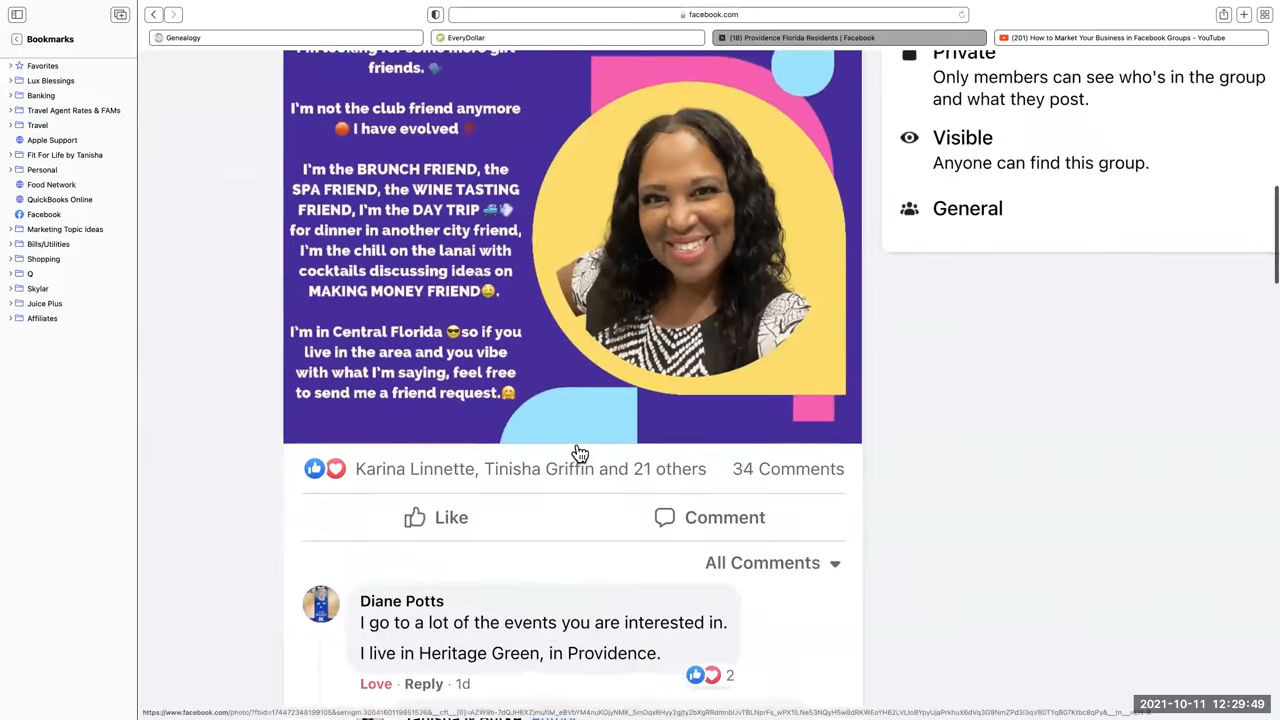 Bookmarks
Favorites
Lux Blessings
Banking
Travel Agent Rates & FAMs
Travel
Apple Support
Fit For Life by Tanisha
Personal
Food Network
QuickBooks Online
Facebook
Marketing Topic Ideas
Bills/Utilities
Shopping
Q
Skylar
Juice Plus
Affiliates
facebook.com
Genealogy
EveryDollar
(18) Providence Florida Residents | Facebook
(201) How to Market Your Business in Facebook Groups - YouTube
friends.
I'm not the club friend anymore
I have evolved
I'm the BRUNCH FRIEND, the
SPA FRIEND, the WINE TASTING
FRIEND, I'm the DAY TRIP
for dinner in another city friend,
I'm the chill on the lanai with
cocktails discussing ideas on
MAKING MONEY FRIEND.
I'm in Central Florida so if you
live in the area and you vibe
with what I'm saying, feel free
to send me a friend request.
Karina Linnette, Tinisha Griffin and 21 others 34 Comments
Like Comment
All Comments
Diane Potts
I go to a lot of the events you are interested in.
I live in Heritage Green, in Providence.
2
Love · Reply · 1d
Private
Only members can see who's in the group
and what they post.
Visible
Anyone can find this group.
General
2021-10-11 12:29:49